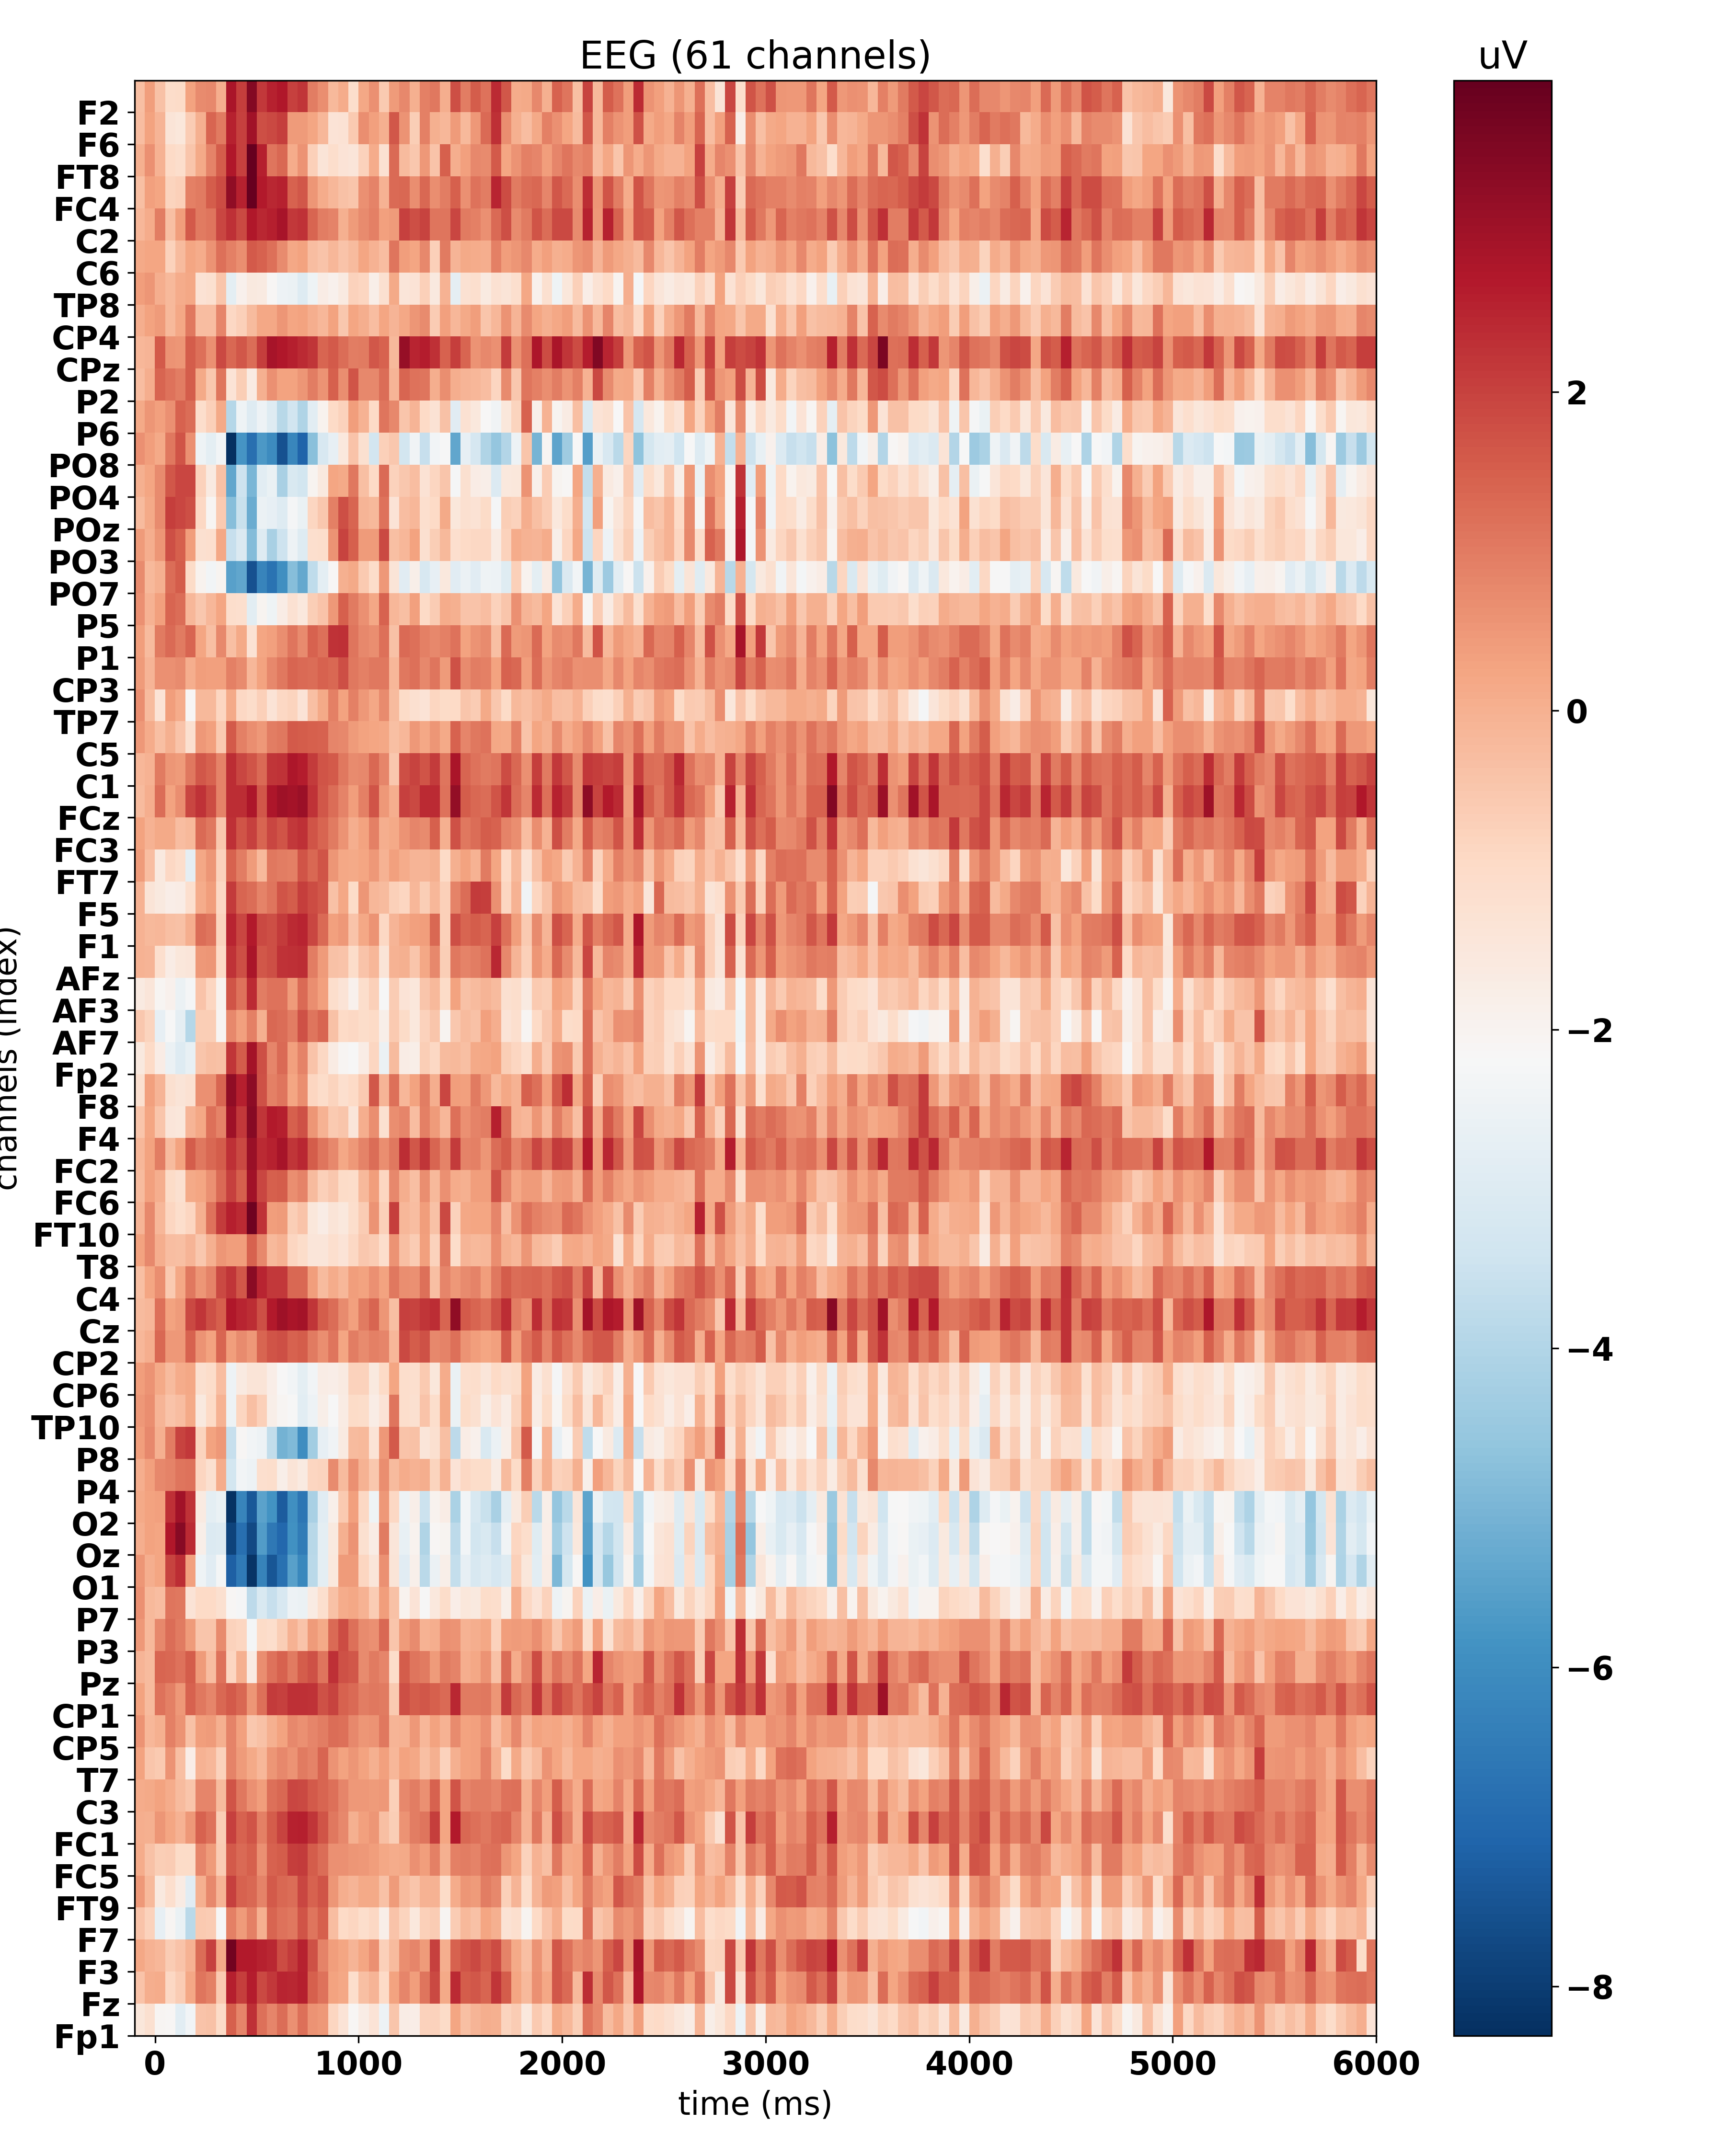 EEG (61 channels)
uV
F2
F6
FT8
FC4
C2
C6
TP8
CP4
CPz
P2
P6
PO8
PO4
POz
PO3
PO7
P5
P1
CP3
TP7
C5
C1
FCz
FC3
FT7
F5
F1
AFz
AF3
AF7
Fp2
F8
F4
FC2
FC6
FT10
T8
C4
Cz
CP2
CP6
TP10
P8
P4
O2
Oz
O1
P7
P3
Pz
CP1
CP5
T7
C3
FC1
FC5
FT9
F7
F3
Fz
Fp1
channels (index)
0 1000 2000 3000 4000 5000 6000
time (ms)
2
0
−2
−4
−6
−8